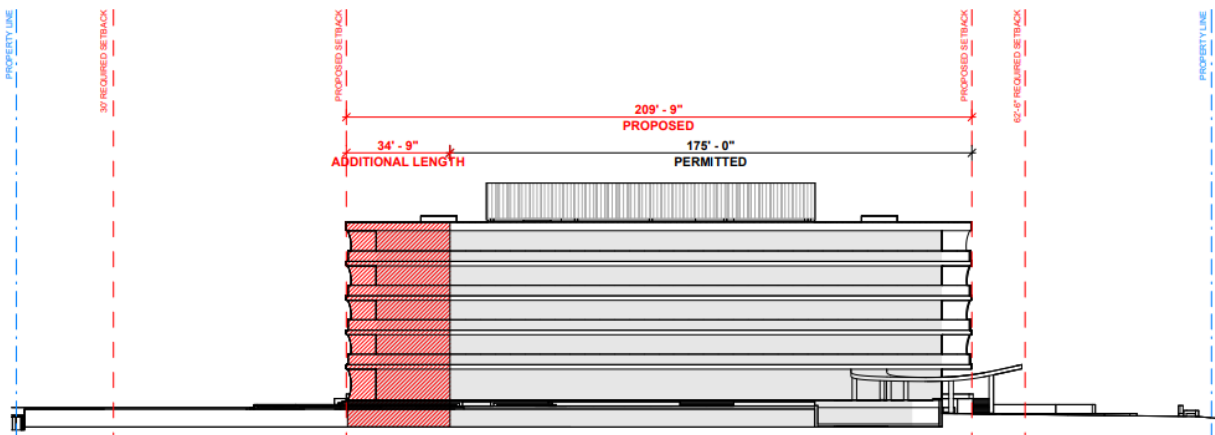 PROPERTY LINE
30' REQUIRED SETBACK
PROPOSED SETBACK
PROPOSED SETBACK
62'-6" REQUIRED SETBACK
PROPERTY LINE
209' - 9"
PROPOSED
34' - 9"
ADDITIONAL LENGTH
175' - 0"
PERMITTED